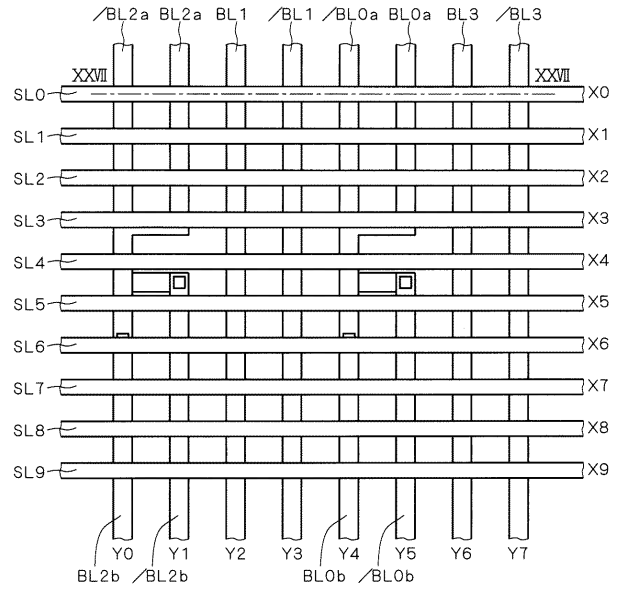 /BL2a BL2a BL1 /BL1 /BL0a BL0a BL3 /BL3
XXVII XXVII
SL0 X0
SL1 X1
SL2 X2
SL3 X3
SL4 X4
SL5 X5
SL6 X6
SL7 X7
SL8 X8
SL9 X9
Y0 Y1 Y2 Y3 Y4 Y5 Y6 Y7
BL2b /BL2b BL0b /BL0b